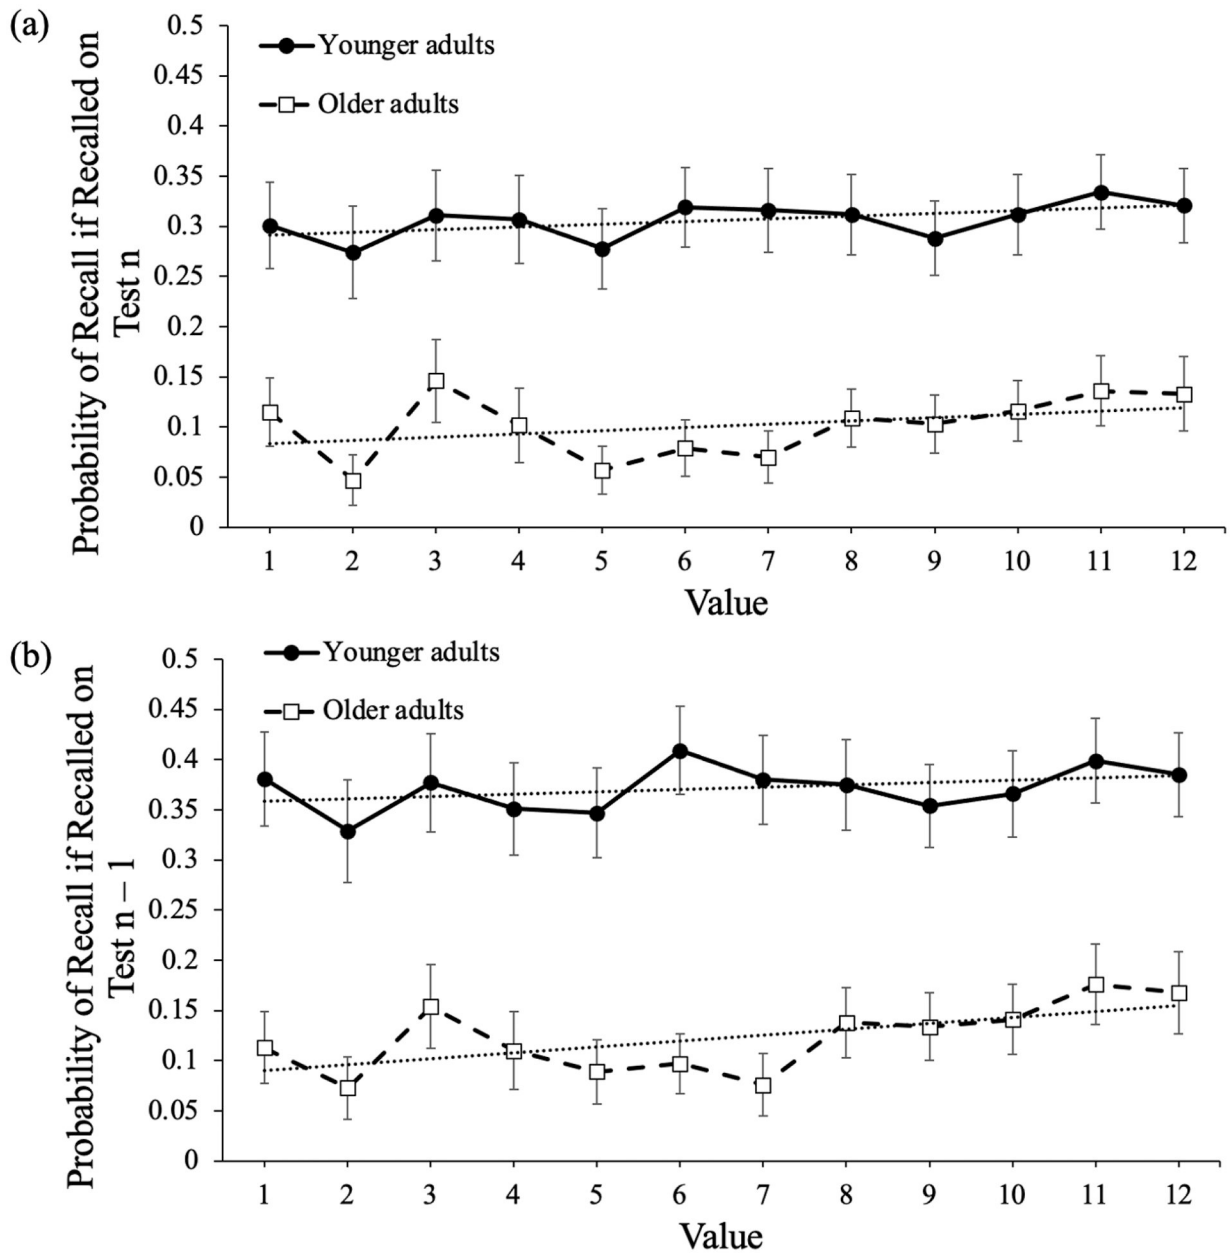 (a)
Probability of Recall if Recalled on
Test n
Younger adults
Older adults
0.5
0.45
0.4
0.35
0.3
0.25
0.2
0.15
0.1
0.05
0
1 2 3 4 5 6 7 8 9 10 11 12
Value
(b)
Probability of Recall if Recalled on
Test n – 1
Younger adults
Older adults
0.5
0.45
0.4
0.35
0.3
0.25
0.2
0.15
0.1
0.05
0
1 2 3 4 5 6 7 8 9 10 11 12
Value